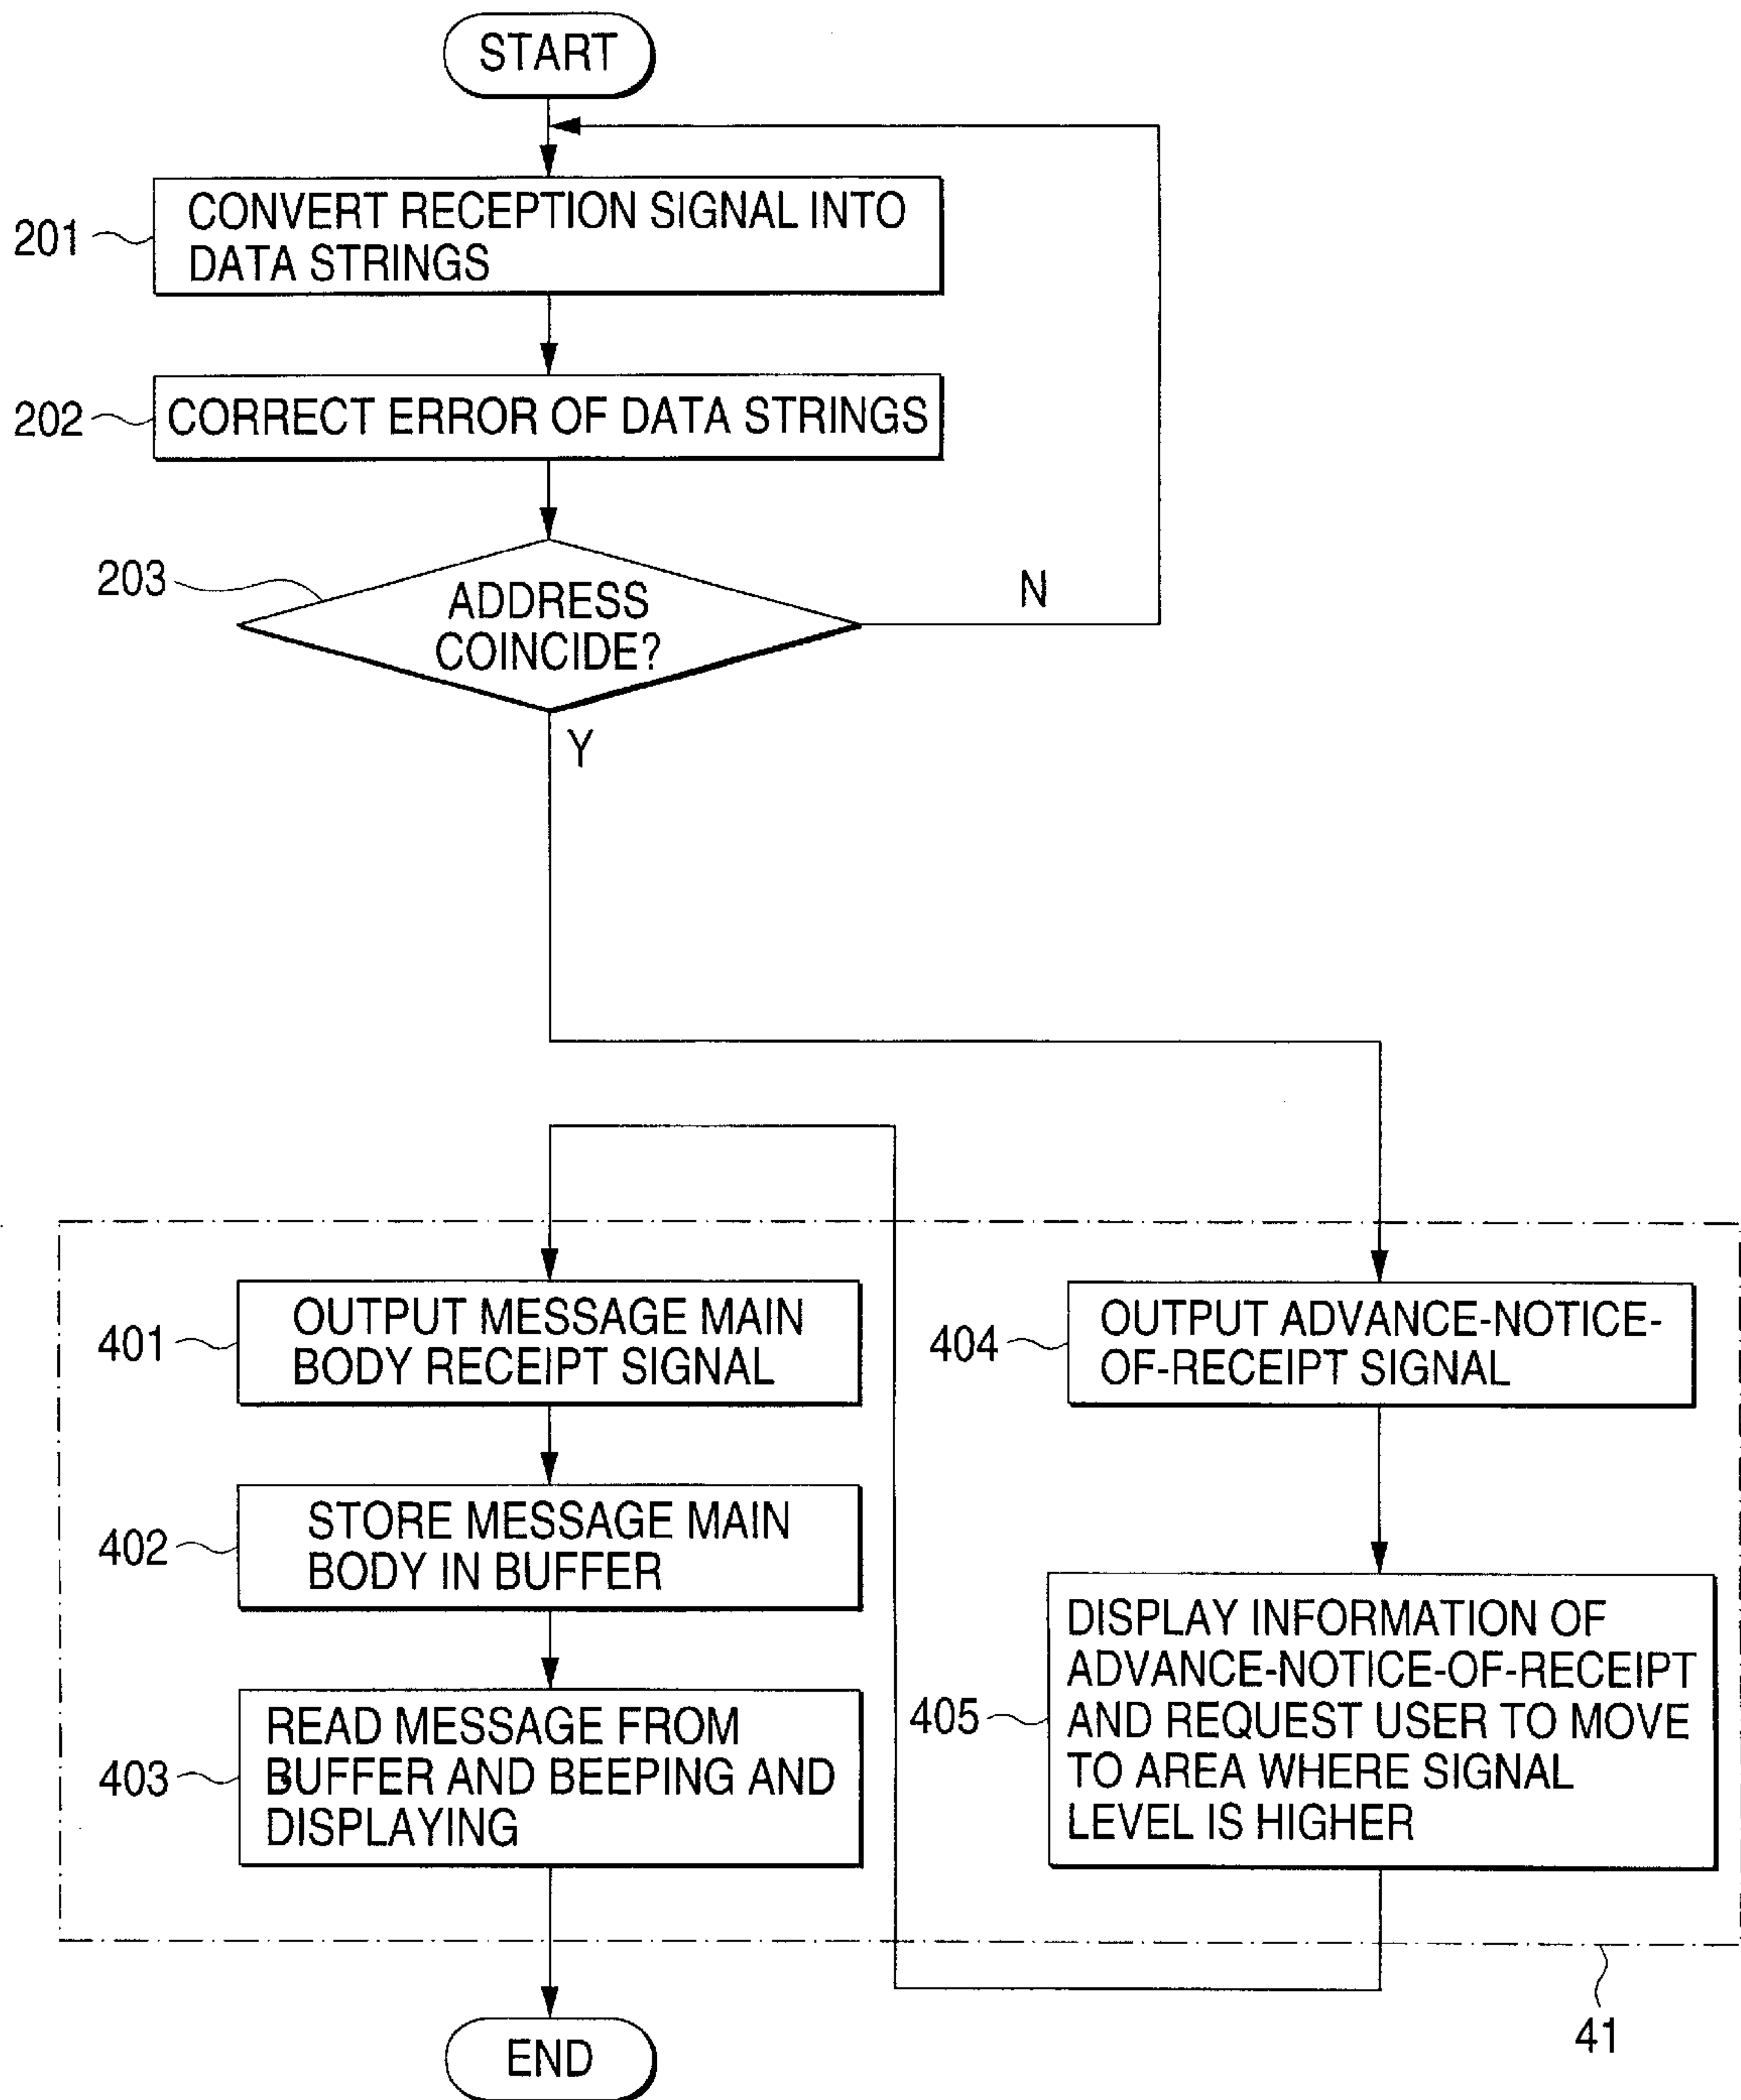 START
201
CONVERT RECEPTION SIGNAL INTO
DATA STRINGS
202
CORRECT ERROR OF DATA STRINGS
203
ADDRESS
COINCIDE?
N
Y
401
OUTPUT MESSAGE MAIN
BODY RECEIPT SIGNAL
404
OUTPUT ADVANCE-NOTICE-
OF-RECEIPT SIGNAL
402
STORE MESSAGE MAIN
BODY IN BUFFER
403
READ MESSAGE FROM
BUFFER AND BEEPING AND
DISPLAYING
405
DISPLAY INFORMATION OF
ADVANCE-NOTICE-OF-RECEIPT
AND REQUEST USER TO MOVE
TO AREA WHERE SIGNAL
LEVEL IS HIGHER
41
END